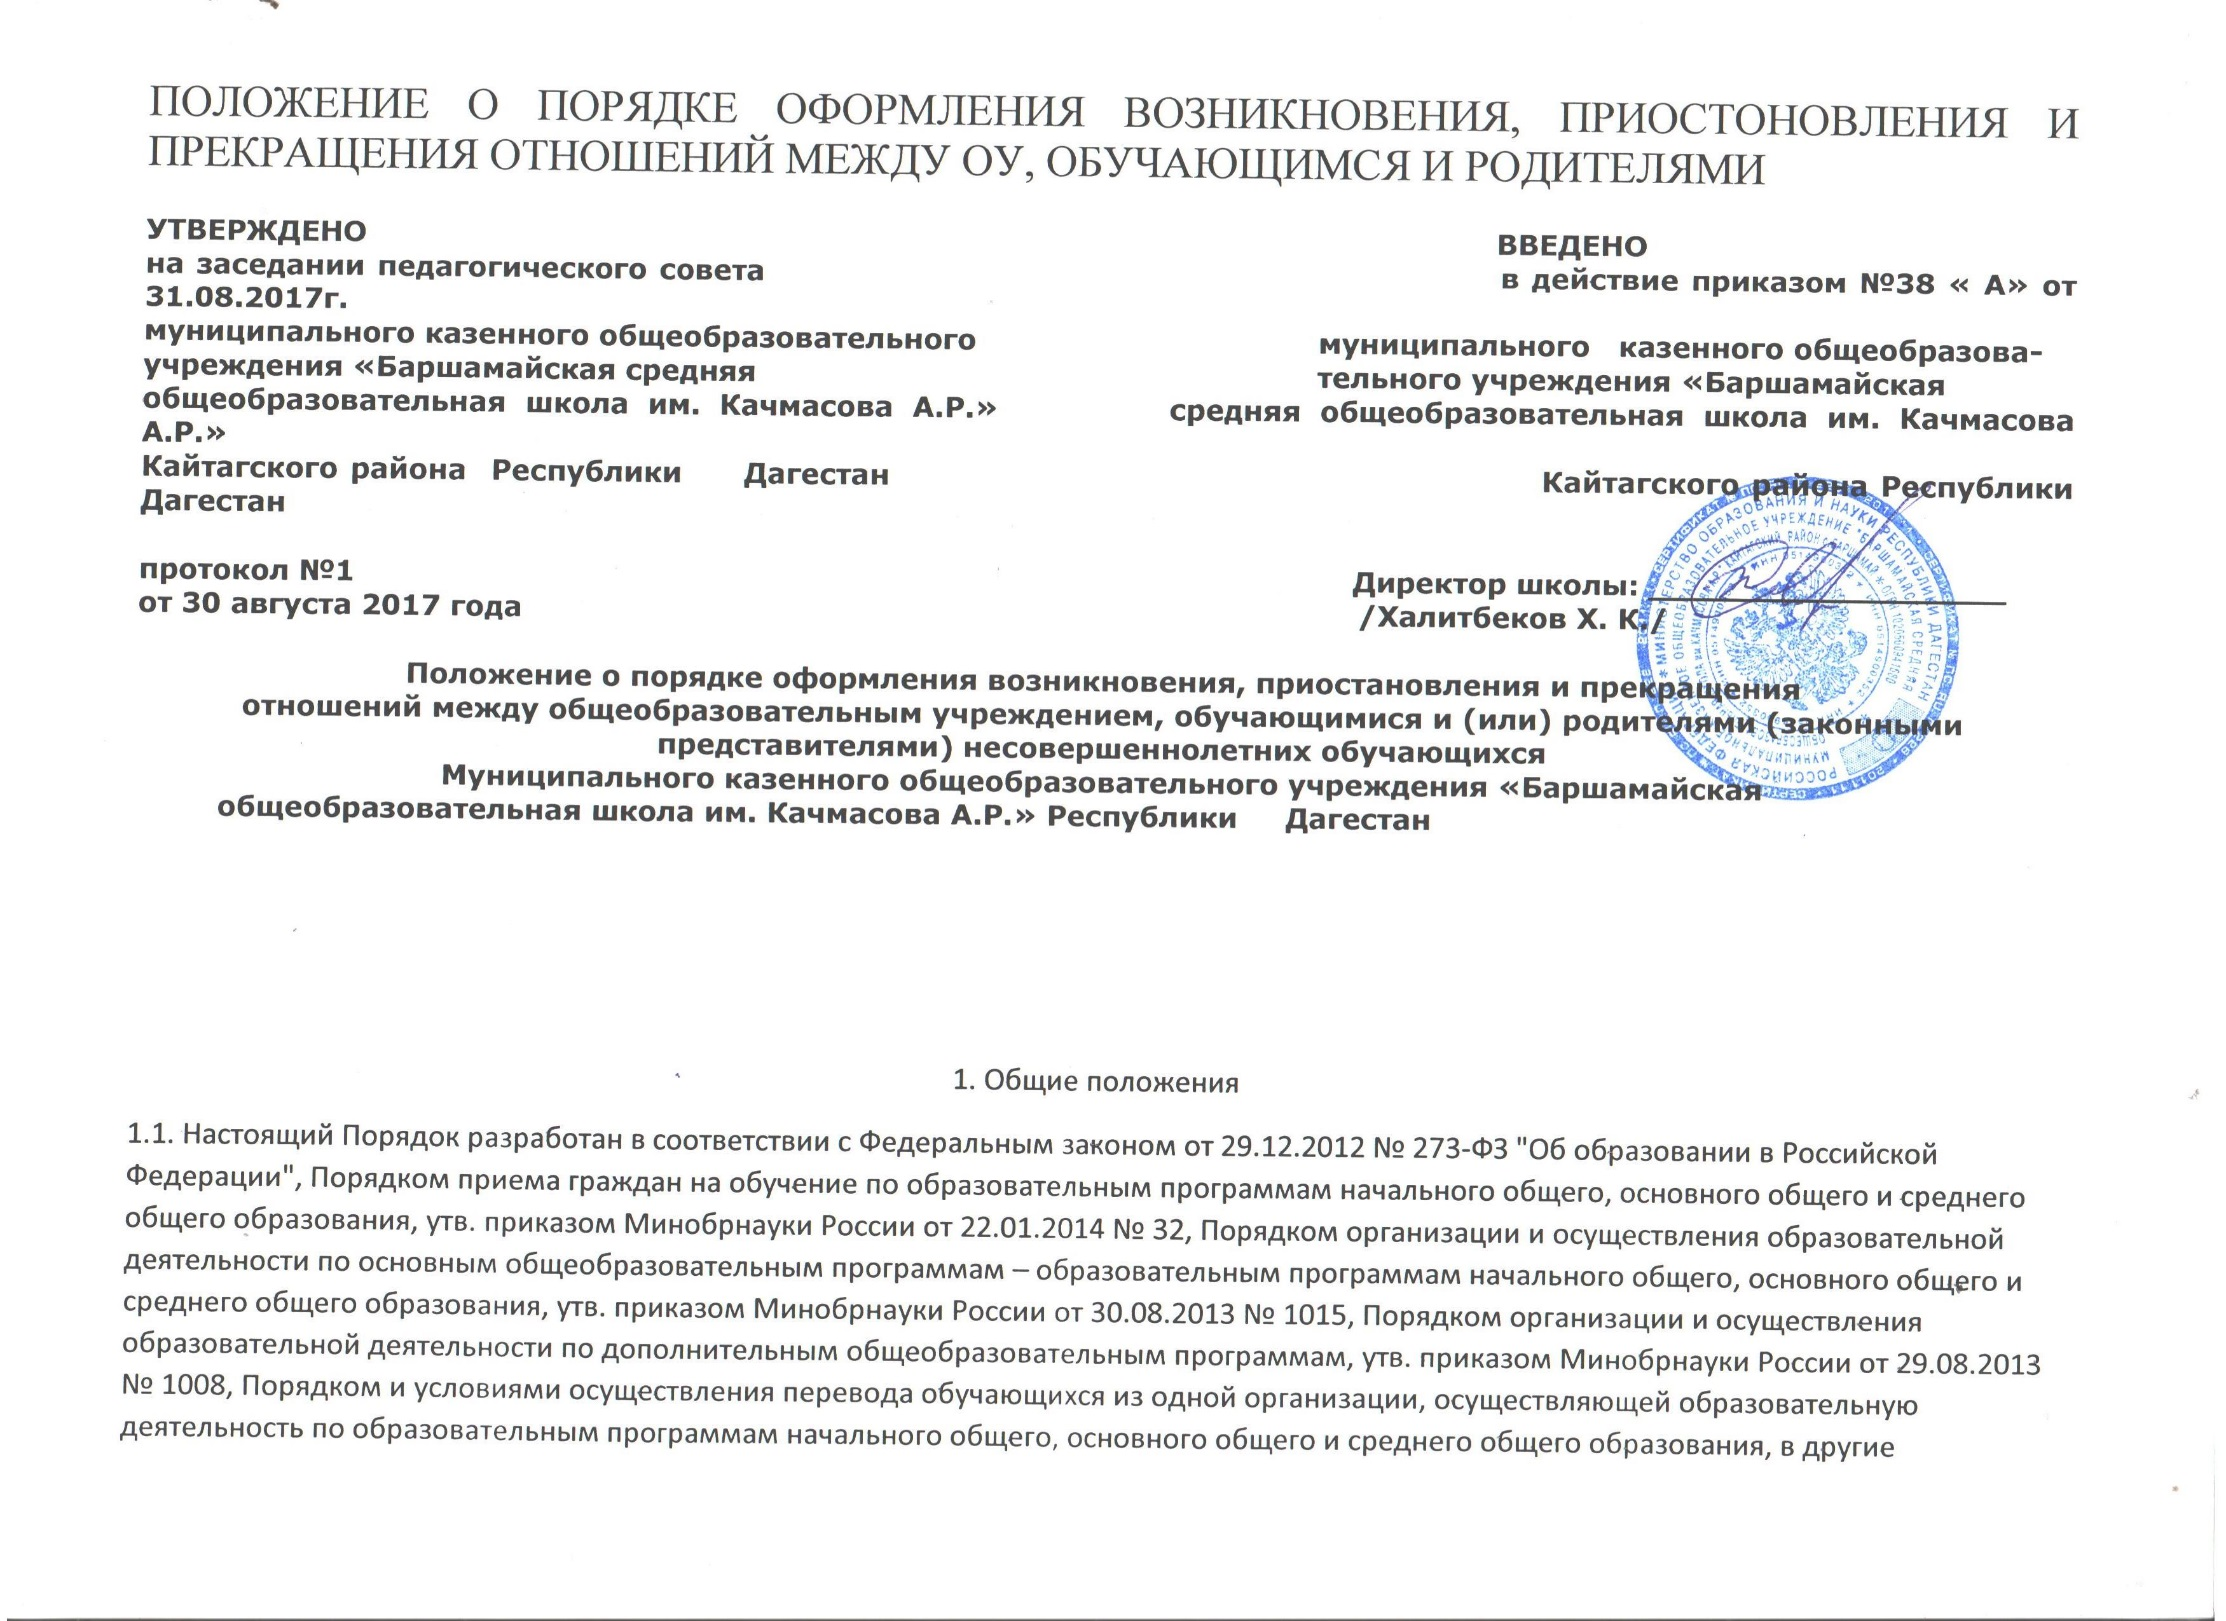 ПОЛОЖЕНИЕ О ПОРЯДКЕ ОФОРМЛЕНИЯ ВОЗНИКНОВЕНИЯ, ПРИОСТОНОВЛЕНИЯ И
ПРЕКРАЩЕНИЯ ОТНОШЕНИЙ МЕЖДУ ОУ, ОБУЧАЮЩИМСЯ И РОДИТЕЛЯМИ
УТВЕРЖДЕНО ВВЕДЕНО
на заседании педагогического совета в действие приказом №38 « А» от
31.08.2017г.
муниципального казенного общеобразовательного муниципального казенного общеобразова-
учреждения «Баршамайская средняя тельного учреждения «Баршамайская
общеобразовательная школа им. Качмасова А.Р.» средняя общеобразовательная школа им. Качмасова
А.Р.»
Кайтагского района Республики Дагестан Кайтагского района Республики
Дагестан
протокол №1 Директор школы:
от 30 августа 2017 года /Халитбеков Х. К./
Положение о порядке оформления возникновения, приостановления и прекращения
отношений между общеобразовательным учреждением, обучающимися и (или) родителями (законными
представителями) несовершеннолетних обучающихся
Муниципального казенного общеобразовательного учреждения «Баршамайская
общеобразовательная школа им. Качмасова А.Р.» Республики Дагестан
1. Общие положения
1.1. Настоящий Порядок разработан в соответствии с Федеральным законом от 29.12.2012 № 273-ФЗ "Об образовании в Российской
Федерации", Порядком приема граждан на обучение по образовательным программам начального общего, основного общего и среднего
общего образования, утв. приказом Минобрнауки России от 22.01.2014 № 32, Порядком организации и осуществления образовательной
деятельности по основным общеобразовательным программам – образовательным программам начального общего, основного общего и
среднего общего образования, утв. приказом Минобрнауки России от 30.08.2013 № 1015, Порядком организации и осуществления
образовательной деятельности по дополнительным общеобразовательным программам, утв. приказом Минобрнауки России от 29.08.2013
№ 1008, Порядком и условиями осуществления перевода обучающихся из одной организации, осуществляющей образовательную
деятельность по образовательным программам начального общего, основного общего и среднего общего образования, в другие